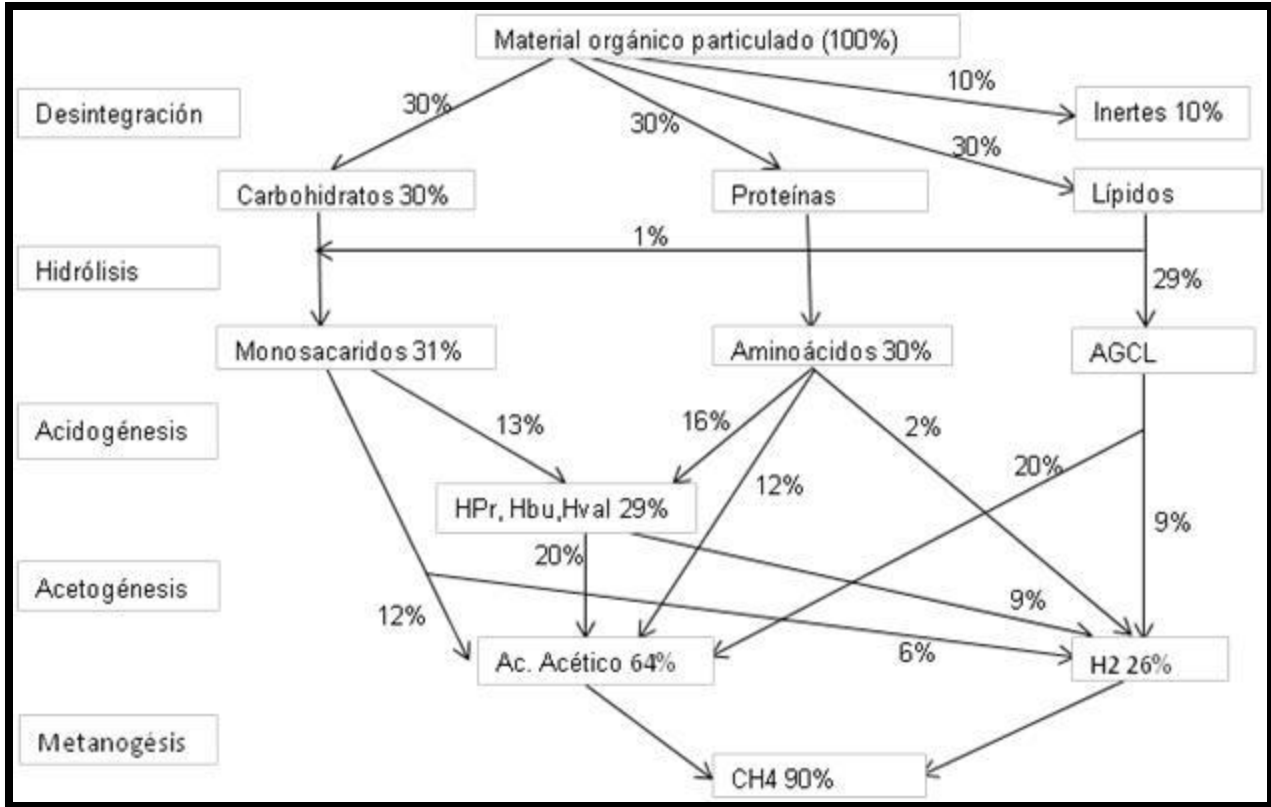 Material orgánico particulado (100%)
10%
Desintegración
30%
30%
Inertes 10%
30%
Carbohidratos 30%
Proteínas
Lípidos
1%
Hidrólisis
29%
Monosacaridos 31%
Aminoácidos 30%
AGCL
Acidogénesis
13%
16%
2%
20%
12%
HPr, Hbu,Hval 29%
9%
20%
Acetogénesis
12%
9%
6%
Ac. Acético 64%
H2 26%
Metanogésis
CH4 90%